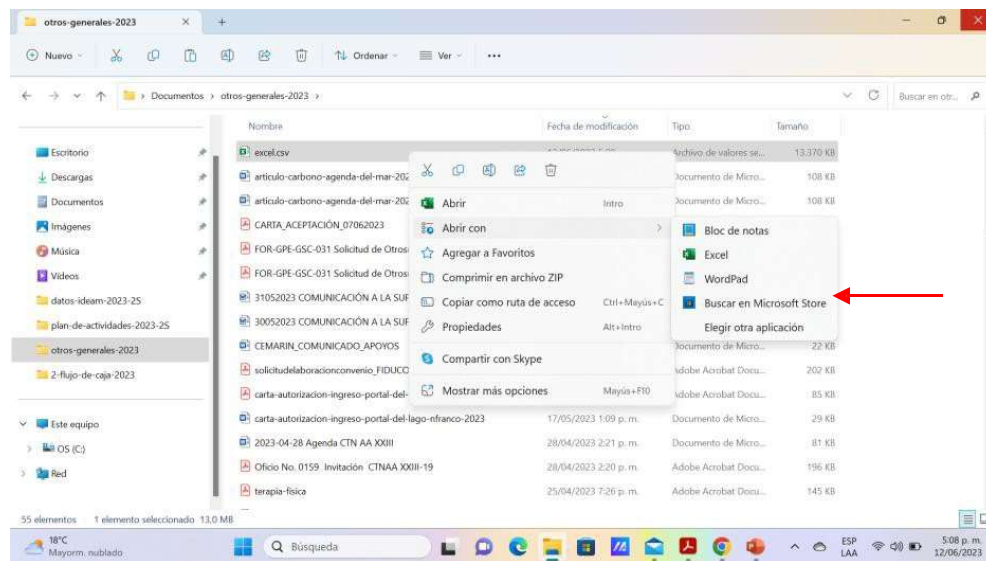 otros-generales-2023
Nuevo
Ordenar
Ver
Documentos > otros-generales-2023 >
Buscar en otr...
Nombre Fecha de modificación Tipo Tamaño
Escritorio
Descargas
Documentos
Imágenes
Música
Videos
datos-ideam-2023-2S
plan-de-actividades-2023-2S
otros-generales-2023
2-flujo-de-caja-2023
Este equipo
OS (C:)
Red
excel.csv Archivo de valores se... 13.370 KB
articulo-carbono-agenda-del-mar-202 Documento de Micro... 108 KB
articulo-carbono-agenda-del-mar-202 Documento de Micro... 108 KB
CARTA_ACEPTACIÓN_07062023
FOR-GPE-GSC-031 Solicitud de Otros
FOR-GPE-GSC-031 Solicitud de Otros
31052023 COMUNICACIÓN A LA SUF
30052023 COMUNICACIÓN A LA SUF
CEMARIN_COMUNICADO_APOYOS Documento de Micro... 22 KB
solicitudelaboracionconvenio_FIDUCO Adobe Acrobat Docu... 202 KB
carta-autorizacion-ingreso-portal-del- Adobe Acrobat Docu... 85 KB
carta-autorizacion-ingreso-portal-del-lago-nfranco-2023 17/05/2023 1:09 p. m. Documento de Micro... 29 KB
2023-04-28 Agenda CTN AA XXIII 28/04/2023 2:21 p. m. Documento de Micro... 81 KB
Oficio No. 0159 Invitación CTNAA XXIII-19 28/04/2023 2:20 p. m. Adobe Acrobat Docu... 196 KB
terapia-fisica 25/04/2023 7:26 p. m. Adobe Acrobat Docu... 145 KB
Abrir Intro
Abrir con
Agregar a Favoritos
Comprimir en archivo ZIP
Copiar como ruta de acceso Ctrl+Mayús+C
Propiedades Alt+Intro
Compartir con Skype
Mostrar más opciones Mayús+F10
Bloc de notas
Excel
WordPad
Buscar en Microsoft Store
Elegir otra aplicación
55 elementos 1 elemento seleccionado 13,0 MB
18°C
Mayorm. nublado
Búsqueda
ESP
LAA
5:08 p. m.
12/06/2023